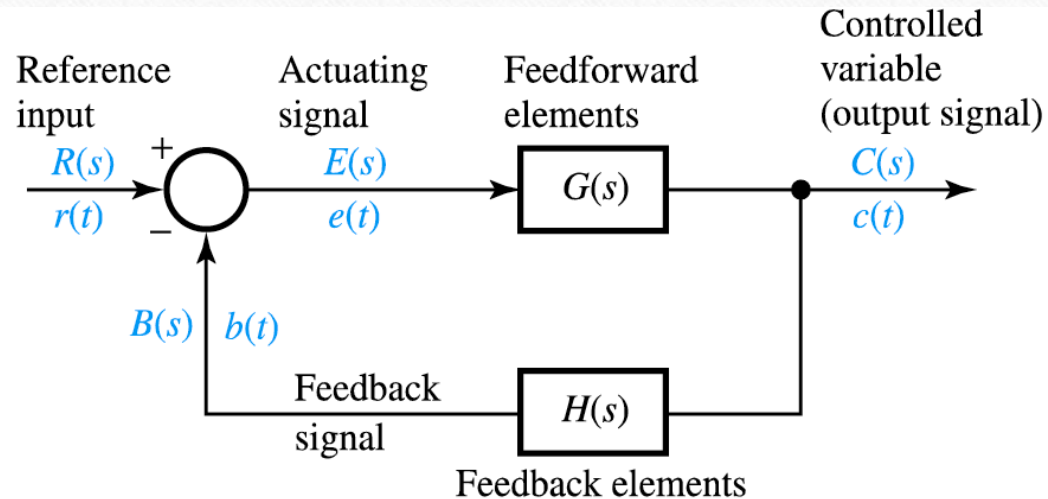 Reference
input
R(s)
r(t)
+
−
Actuating
signal
E(s)
e(t)
Feedforward
elements
G(s)
Controlled
variable
(output signal)
C(s)
c(t)
B(s) b(t)
Feedback
signal
H(s)
Feedback elements